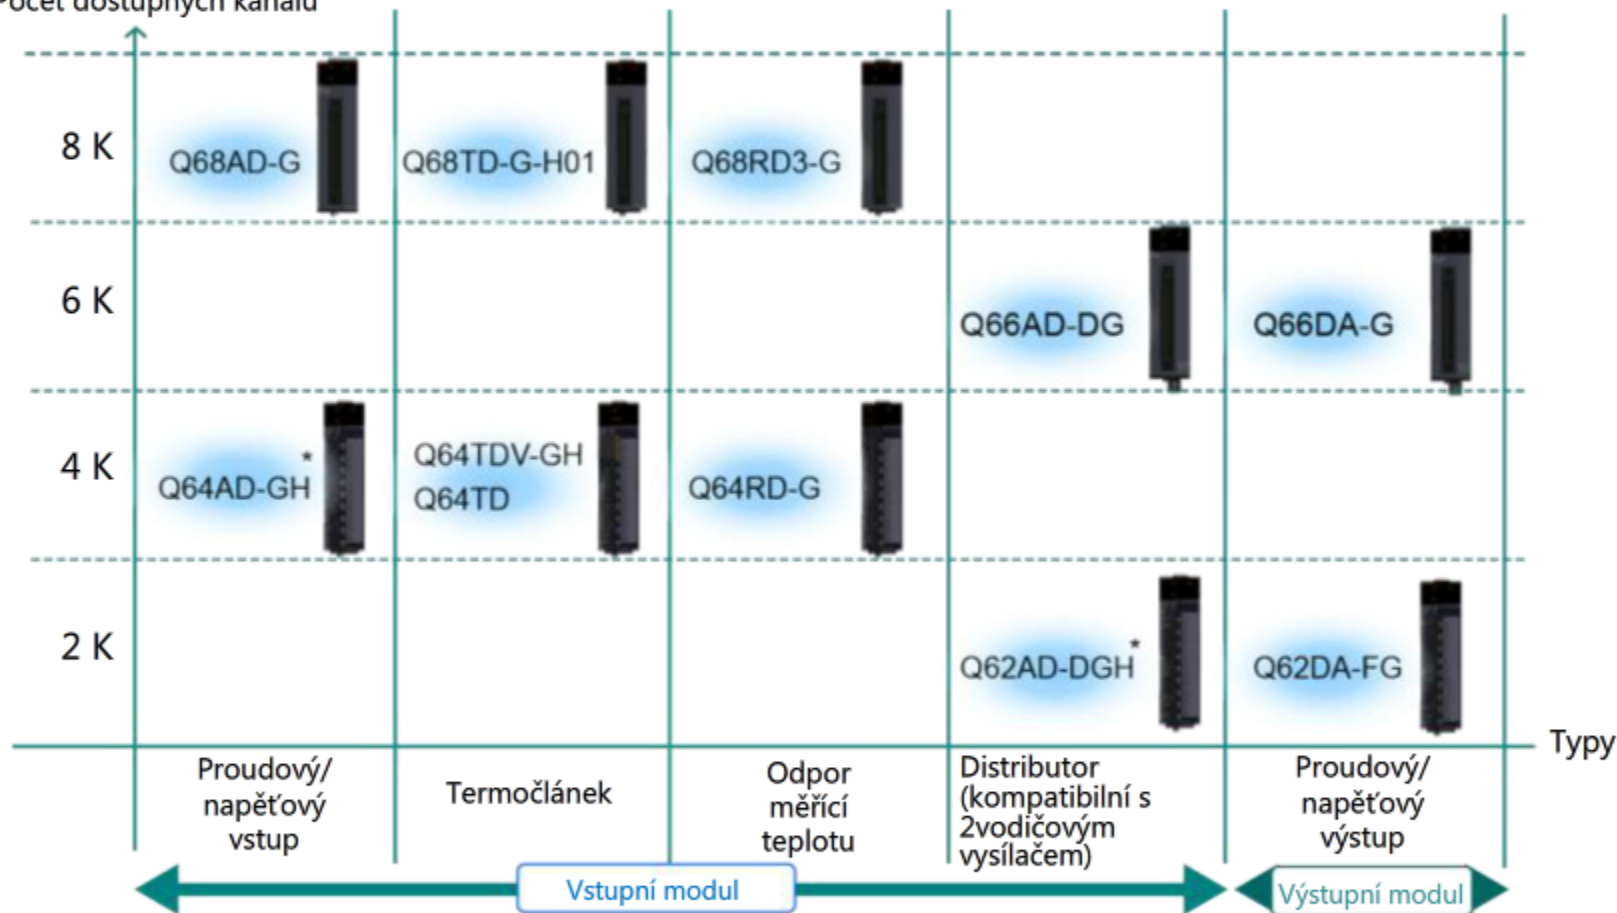 Počet dostupných kanálů
8 K
Q68AD-G
Q68TD-G-H01
Q68RD3-G
6 K
Q66AD-DG
Q66DA-G
4 K
Q64AD-GH*
Q64TDV-GH
Q64TD
Q64RD-G
2 K
Q62AD-DGH*
Q62DA-FG
Typy
Proudový/
napěťový
vstup
Termočlánek
Odpor
měřící
teplotu
Distributor
(kompatibilní s
2vodičovým
vysílačem)
Proudový/
napěťový
výstup
Vstupní modul
Výstupní modul